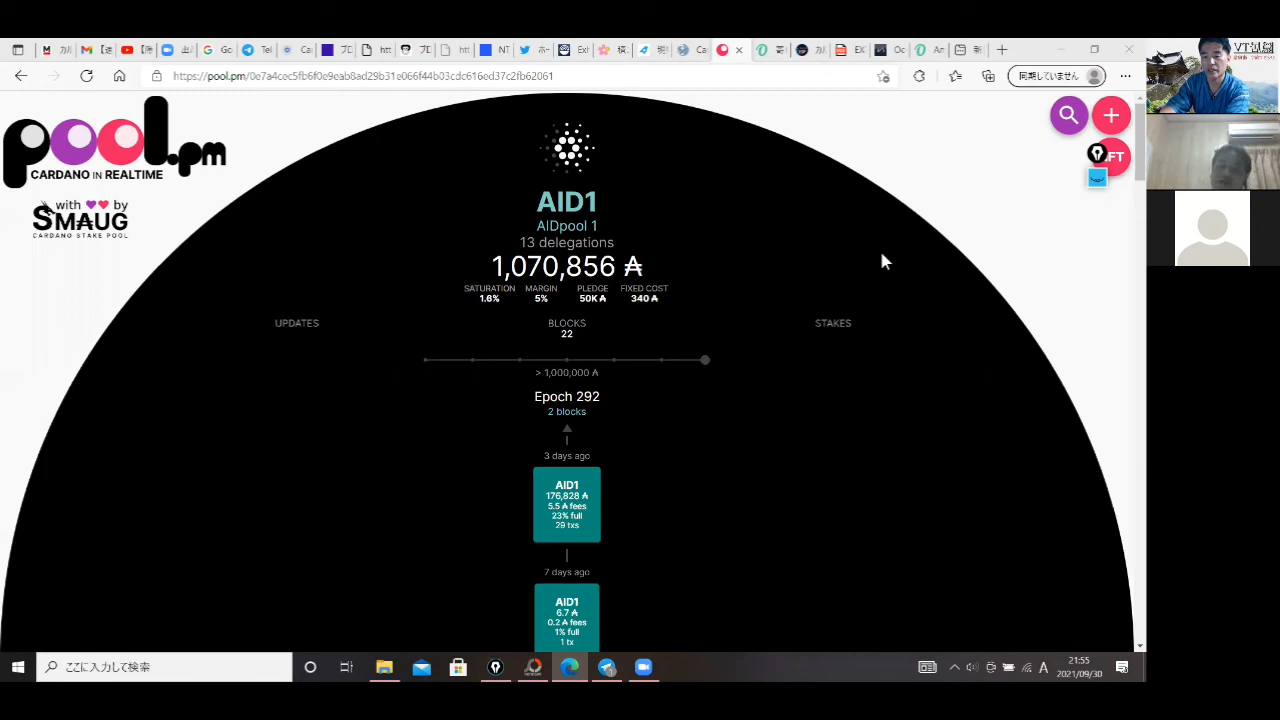 https://pool.pm/0e7a4cec5fb6f0e9eab8ad29b31e066f44b03cdc616ed37c2fb62061
同期していません
pool.pm
CARDANO IN REALTIME
with by
SMAUG
CARDANO STAKE POOL
AID1
AIDpool 1
13 delegations
1,070,856 ₳
SATURATION MARGIN PLEDGE FIXED COST
1.6% 5% 50K ₳ 340 ₳
UPDATES BLOCKS STAKES
22
> 1,000,000 ₳
Epoch 292
2 blocks
3 days ago
AID1
176,828 ₳
5.5 ₳ fees
23% full
29 txs
7 days ago
AID1
6.7 ₳
0.2 ₳ fees
1% full
1 tx
ここに入力して検索
A
21:55
2021/09/30